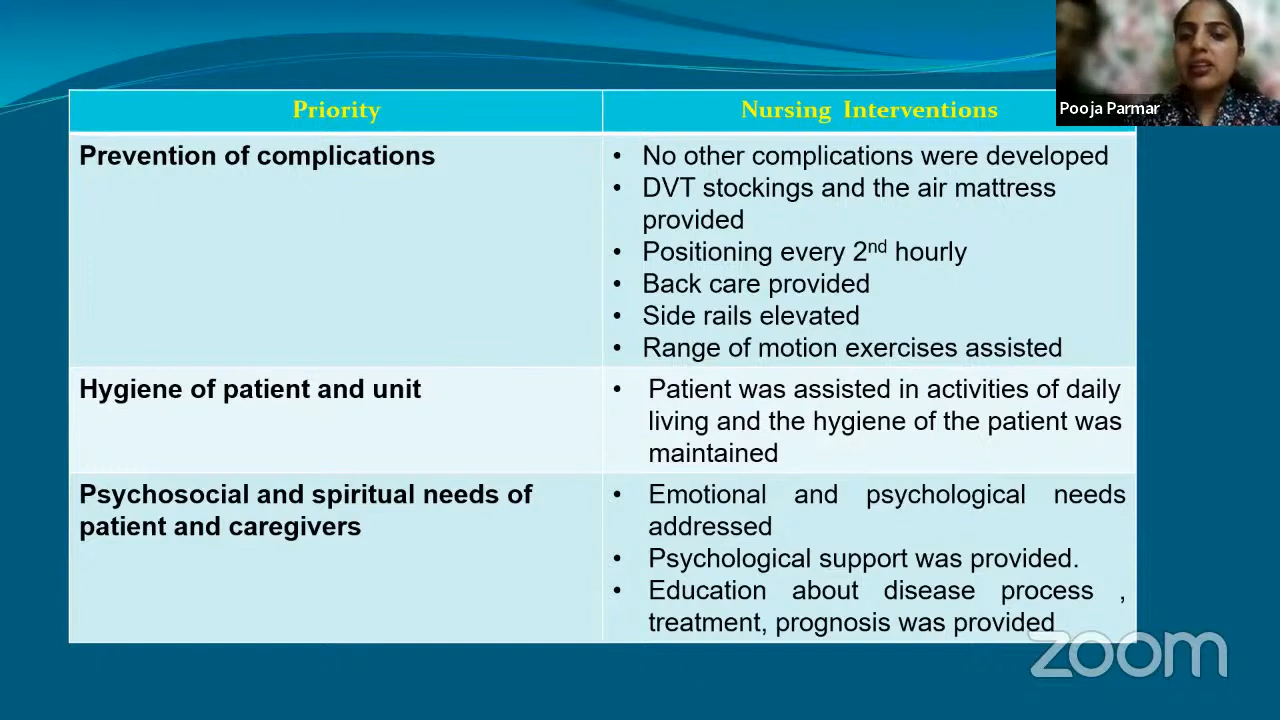 Pooja Parmar
Priority
Nursing Interventions
Prevention of complications
• No other complications were developed
• DVT stockings and the air mattress
provided
• Positioning every 2nd hourly
• Back care provided
• Side rails elevated
• Range of motion exercises assisted
Hygiene of patient and unit
• Patient was assisted in activities of daily
living and the hygiene of the patient was
maintained
Psychosocial and spiritual needs of
patient and caregivers
• Emotional and psychological needs
addressed
• Psychological support was provided.
• Education about disease process ,
treatment, prognosis was provided
zoom